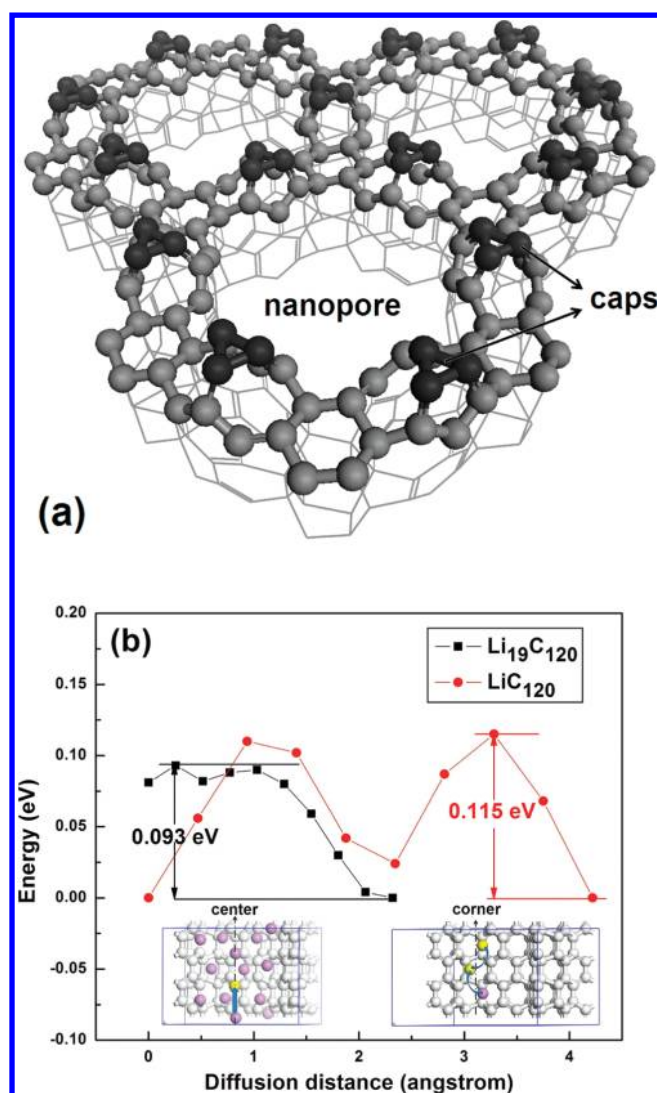 nanopore
caps
(a)
(b)
Li₁₉C₁₂₀
LiC₁₂₀
0.20
0.15
0.10
0.05
0.00
-0.05
-0.10
Energy (eV)
0.093 eV
0.115 eV
center
corner
0 1 2 3 4
Diffusion distance (angstrom)